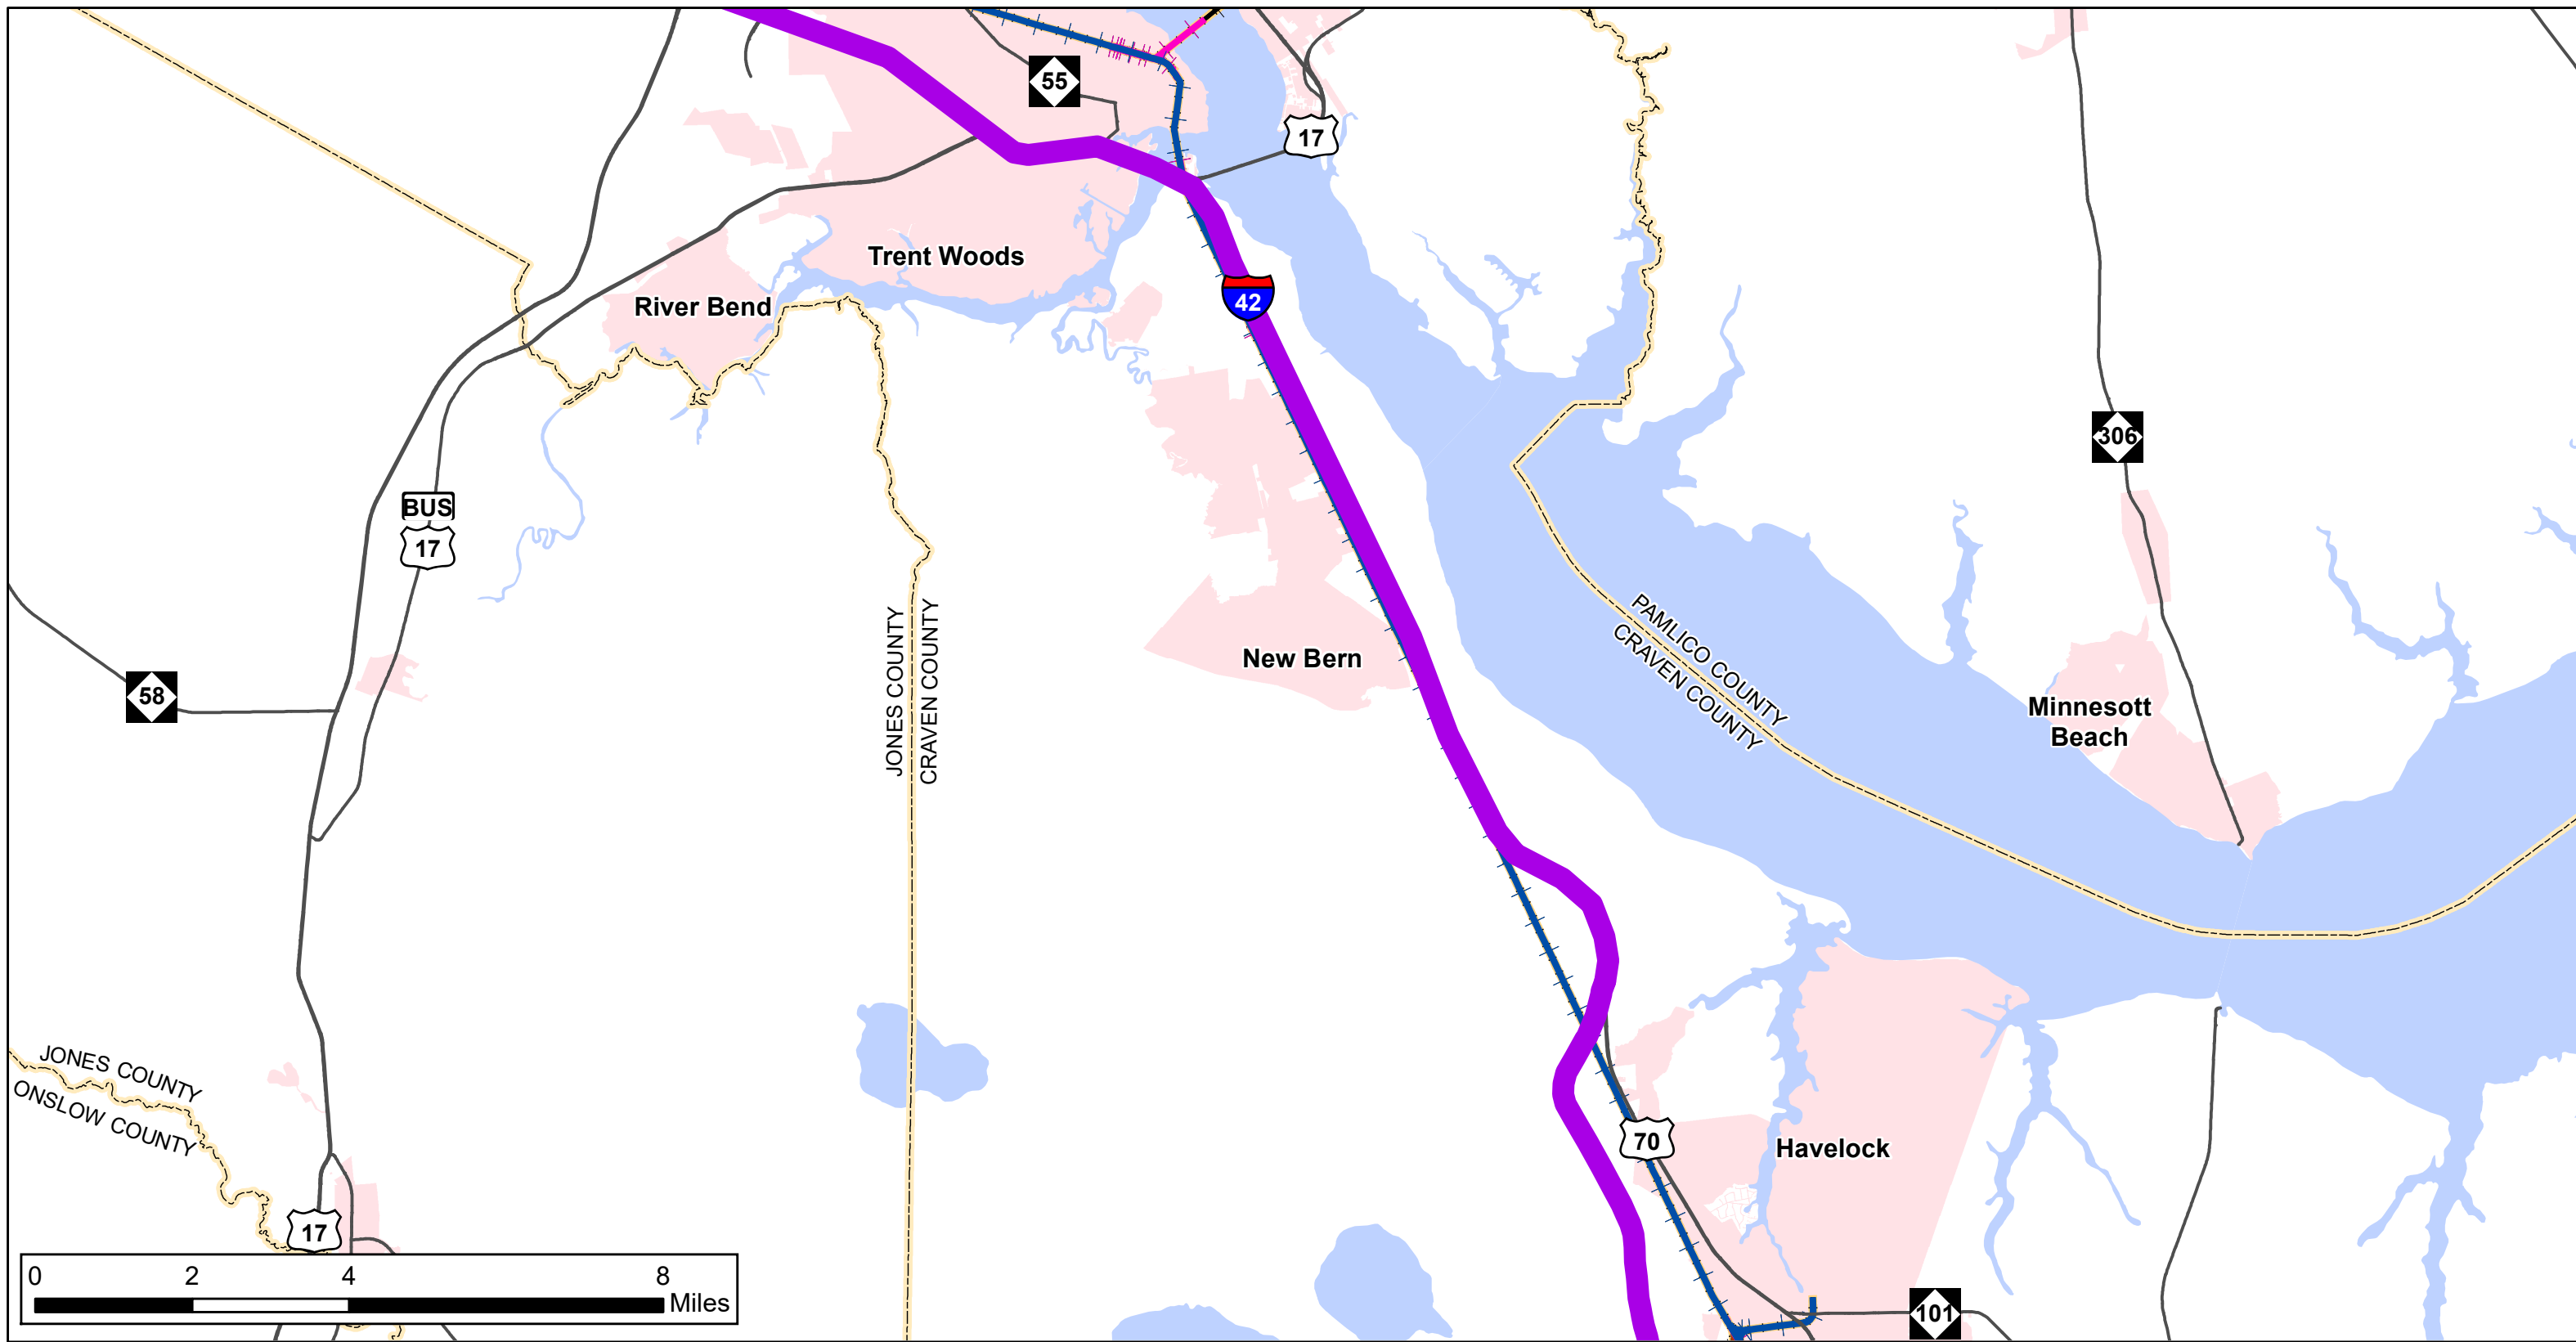 55
17
Trent Woods
River Bend
42
306
BUS
17
58
New Bern
JONES COUNTY
CRAVEN COUNTY
PAMLICO COUNTY
CRAVEN COUNTY
Minnesott
Beach
JONES COUNTY
ONSLOW COUNTY
70
Havelock
17
101
0 2 4 8
Miles